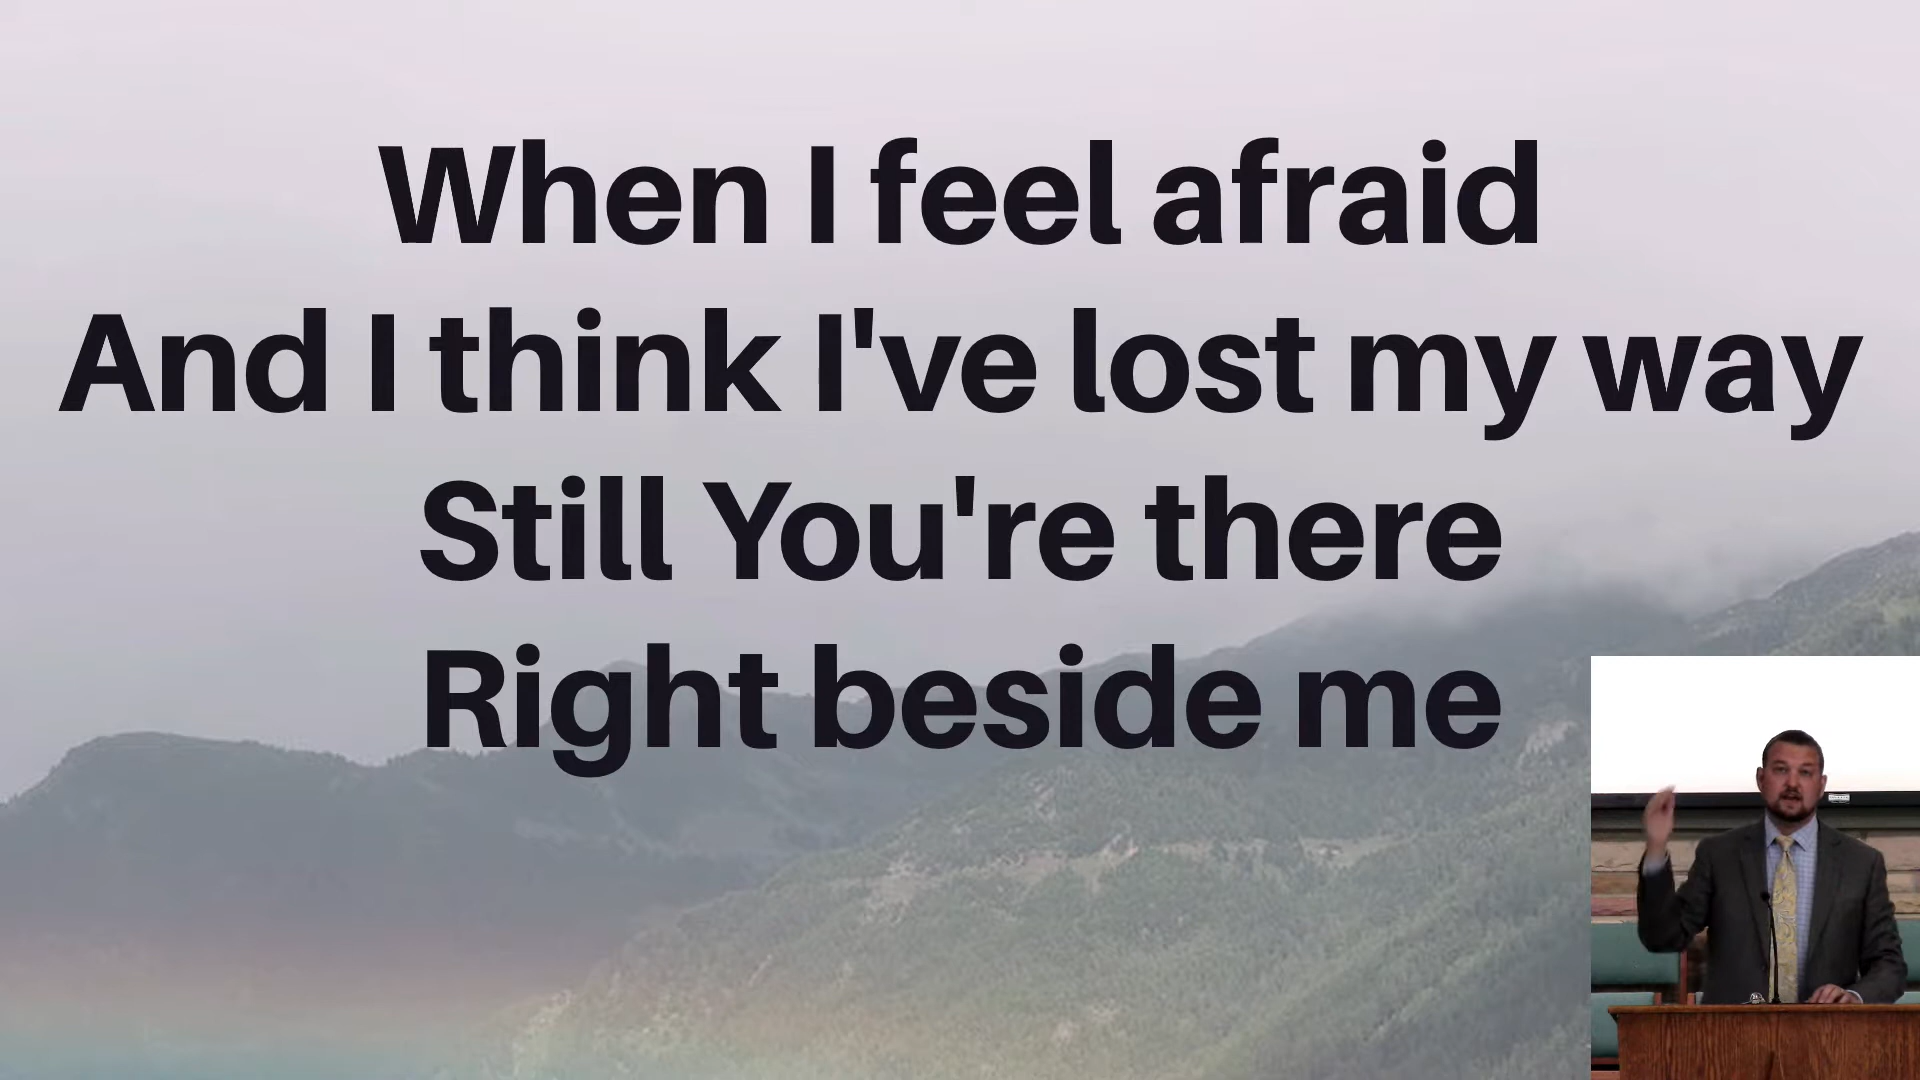 When I feel afraid
And I think I've lost my way
Still You're there
Right beside me